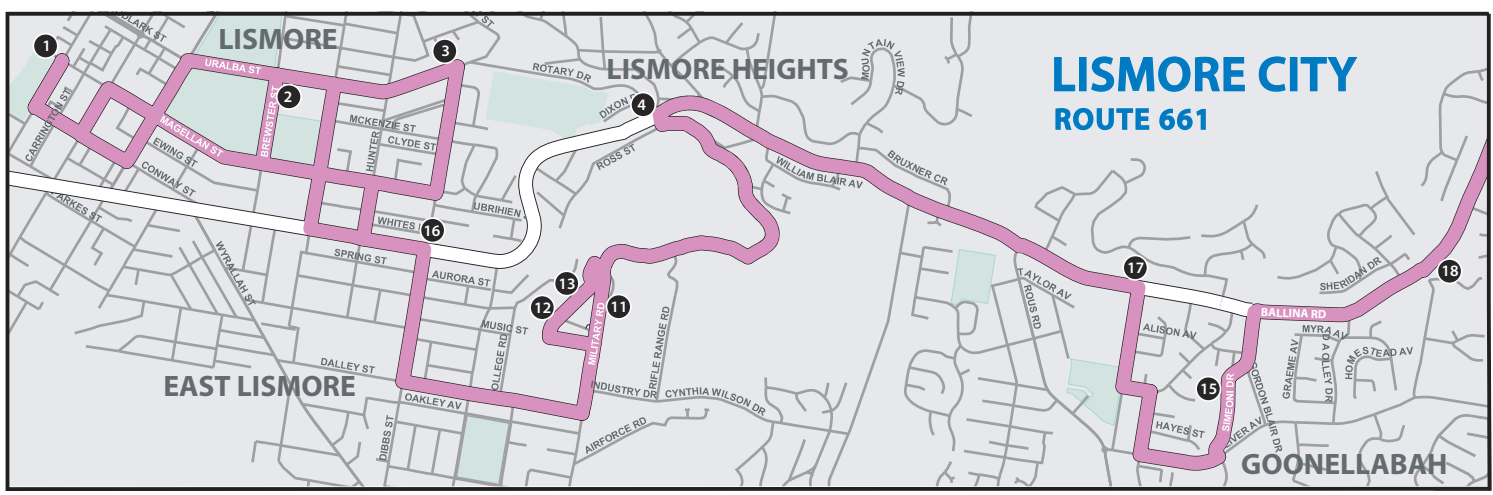 LISMORE CITY
ROUTE 661
LISMORE
LISMORE HEIGHTS
EAST LISMORE
GOONELLABAH
1
2
3
4
11
12
13
15
16
17
18
URALBA ST
BREWSTER ST
MAGELLAN ST
CARRINGTON ST
EWING ST
CONWAY ST
ARKES ST
WYRALLAH ST
MCKENZIE ST
CLYDE ST
HUNTER
WHITES
UBRIHIEN
SPRING ST
AURORA ST
MUSIC ST
OLLEGE RD
DALLEY ST
OAKLEY AV
DIBBS ST
ROTARY DR
DIXON
ROSS ST
MOUNTAIN VIEW DR
WILLIAM BLAIR AV
BRUXNER CR
MILITARY RD
RIFLE RANGE RD
INDUSTRY DR
CYNTHIA WILSON DR
AIRFORCE RD
TAYLOR AV
ROUS RD
ALISON AV
HAYES ST
SIMEONI DR
GORDON BLAIR DR
BALLINA RD
SHERIDAN DR
MYRA AV
GRAEME AV
HOMESTEAD AV